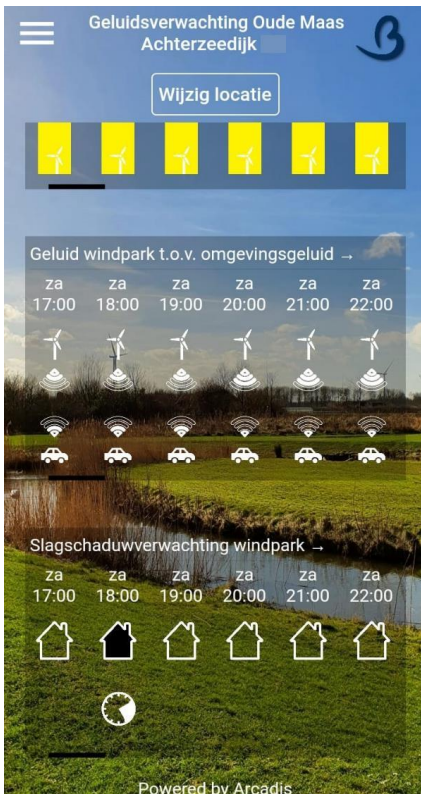 Geluidsverwachting Oude Maas
Achterzeedijk
Wijzig locatie
Geluid windpark t.o.v. omgevingsgeluid →
za za za za za za
17:00 18:00 19:00 20:00 21:00 22:00
Slagschaduwverwachting windpark →
za za za za za za
17:00 18:00 19:00 20:00 21:00 22:00
Powered by Arcadis